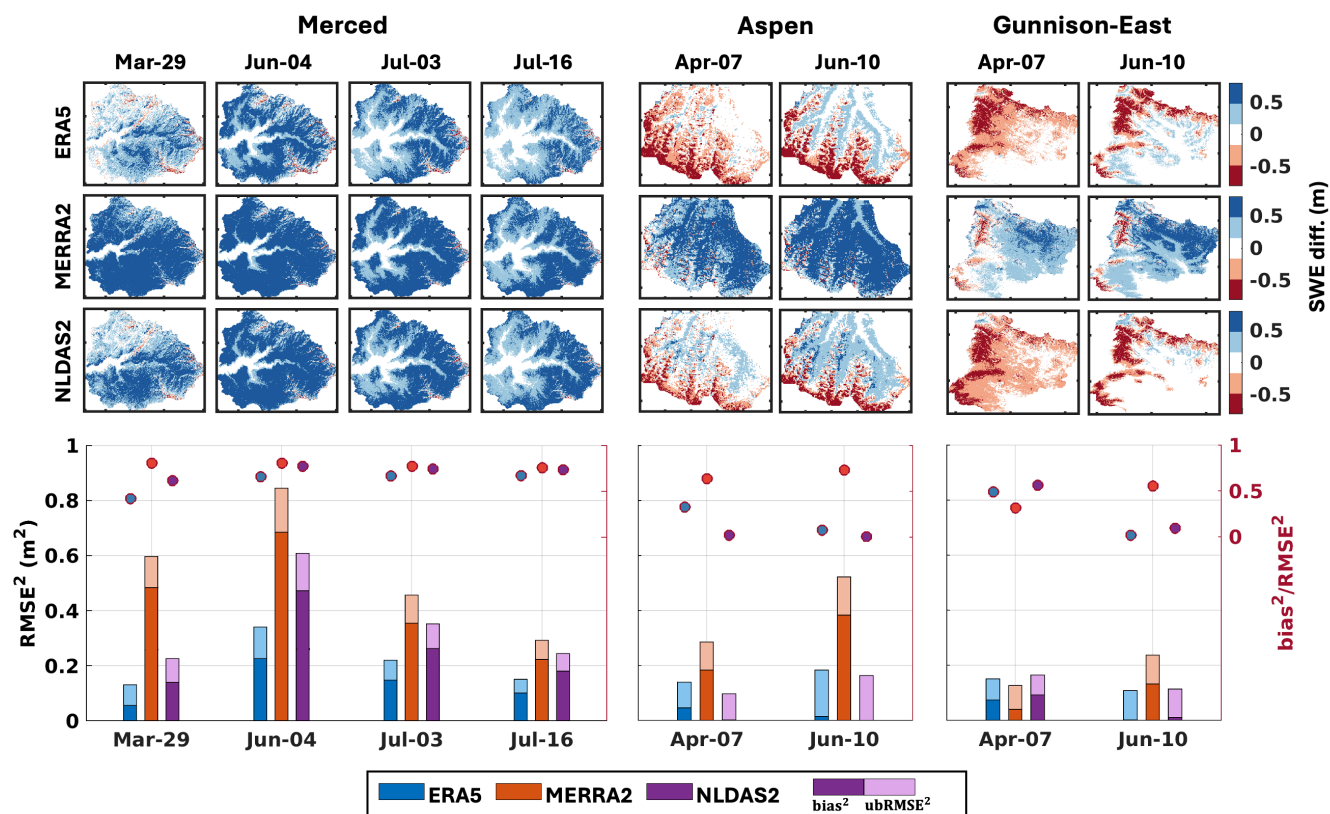 Merced Aspen Gunnison-East
Mar-29 Jun-04 Jul-03 Jul-16 Apr-07 Jun-10 Apr-07 Jun-10
ERA5
0.5
0
-0.5
MERRA2
0.5
0
-0.5
SWE diff. (m)
NLDAS2
0.5
0
-0.5
RMSE² (m²)
1
0.8
0.6
0.4
0.2
0
1
0.5
0
bias²/RMSE²
Mar-29 Jun-04 Jul-03 Jul-16 Apr-07 Jun-10 Apr-07 Jun-10
ERA5 MERRA2 NLDAS2 bias² ubRMSE²